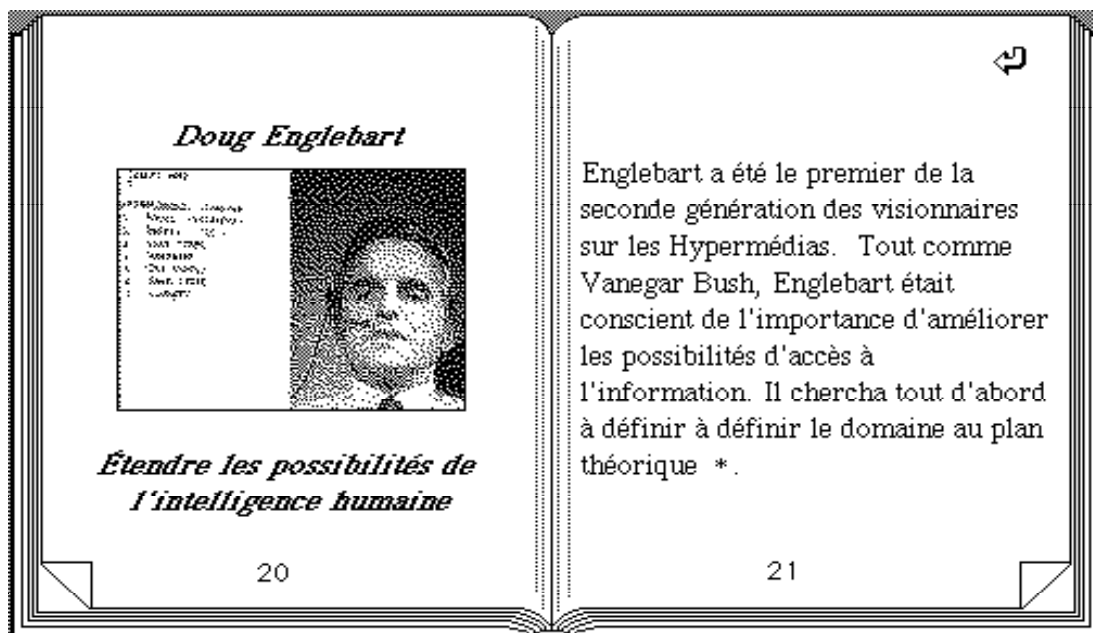 Doug Englebart
Étendre les possibilités de
l'intelligence humaine
20
Englebart a été le premier de la
seconde génération des visionnaires
sur les Hypermédias. Tout comme
Vanegar Bush, Englebart était
conscient de l'importance d'améliorer
les possibilités d'accès à
l'information. Il chercha tout d'abord
à définir à définir le domaine au plan
théorique *.
21